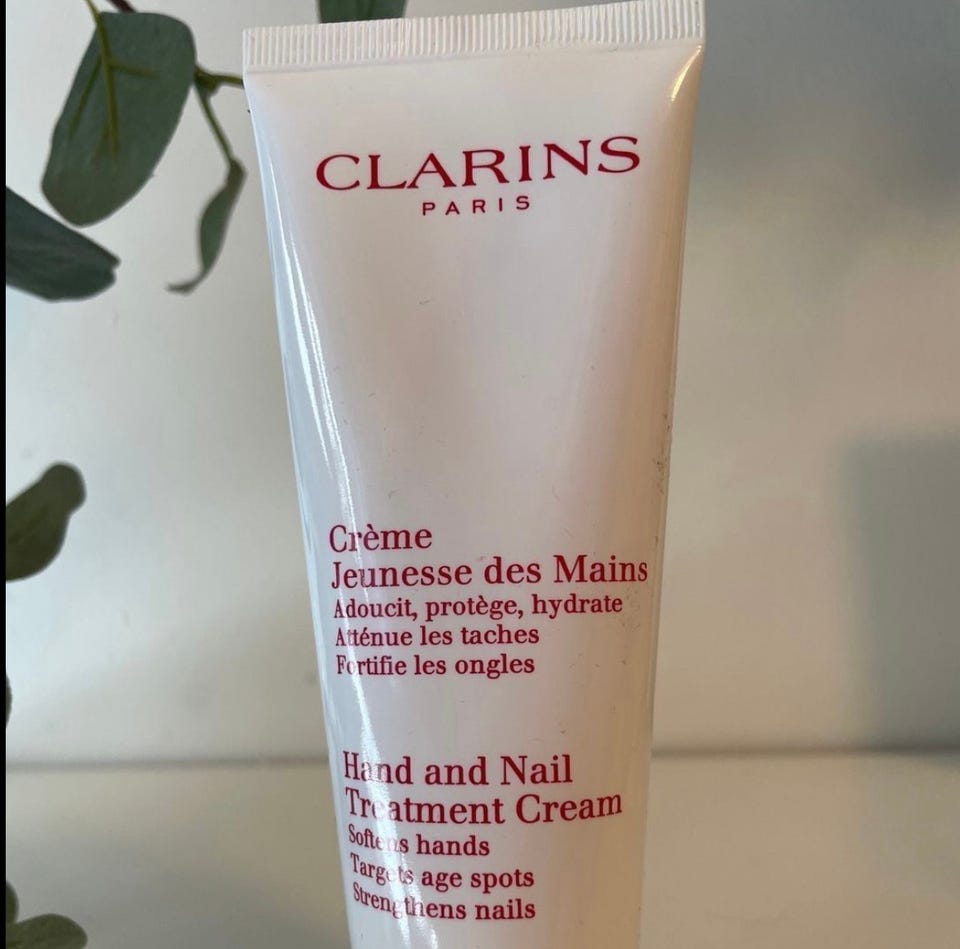 CLARINS
PARIS
Crème
Jeunesse des Mains
Adoucit, protège, hydrate
Atténue les taches
Fortifie les ongles
Hand and Nail
Treatment Cream
Softens hands
Targets age spots
Strengthens nails